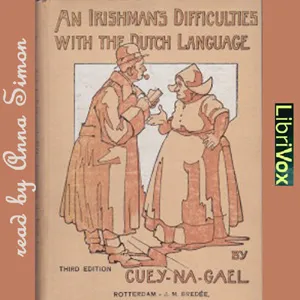 AN IRISHMAN'S DIFFICULTIES
WITH THE DUTCH LANGUAGE
read by Anna Simon
LibriVox
BY
THIRD EDITION
CUEY-NA-GAEL
ROTTERDAM - J. M. BREDÉE.